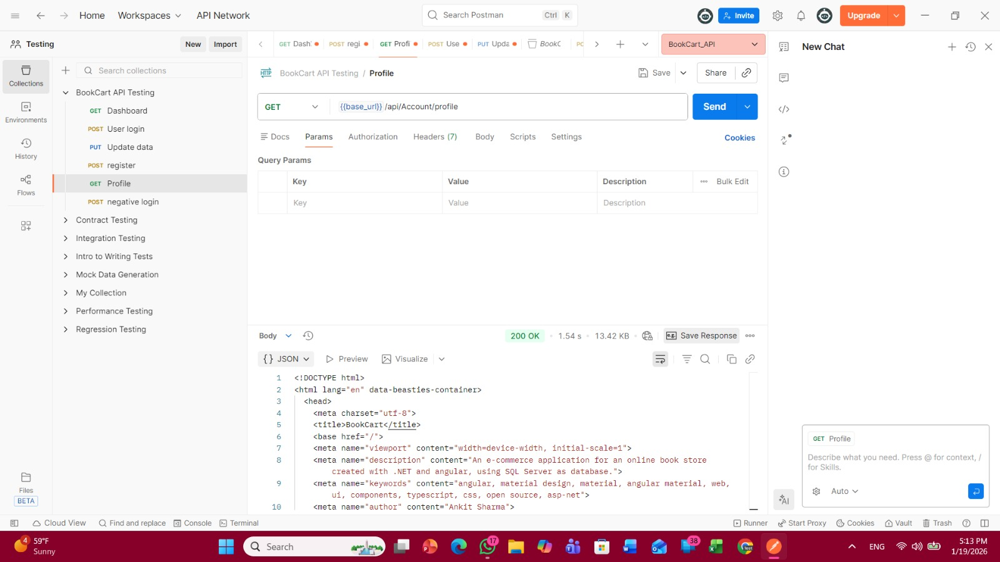 Home
Workspaces
API Network
Search Postman
Ctrl K
Invite
Upgrade
Testing
New
Import
GET Dash
POST regi
GET Profi
POST Use
PUT Upda
BookC
PC
BookCart_API
New Chat
Collections
Environments
History
Flows
Files
BETA
Search collections
BookCart API Testing
GET Dashboard
POST User login
PUT Update data
POST register
GET Profile
POST negative login
Contract Testing
Integration Testing
Intro to Writing Tests
Mock Data Generation
My Collection
Performance Testing
Regression Testing
HTTP BookCart API Testing / Profile
Save
Share
GET {{base_url}} /api/Account/profile
Send
Docs Params Authorization Headers (7) Body Scripts Settings
Cookies
Query Params
Key Value Description Bulk Edit
Key Value Description
Body
200 OK 1.54 s 13.42 KB
Save Response
{} JSON
Preview
Visualize
1 <!DOCTYPE html>
2 <html lang="en" data-beasties-container>
3 <head>
4 <meta charset="utf-8">
5 <title>BookCart</title>
6 <base href="/">
7 <meta name="viewport" content="width=device-width, initial-scale=1">
8 <meta name="description" content="An e-commerce application for an online book store
created with .NET and angular, using SQL Server as database.">
9 <meta name="keywords" content="angular, material design, material, angular material, web,
ui, components, typescript, css, open source, asp-net">
10 <meta name="author" content="Ankit Sharma">
GET Profile
Describe what you need. Press @ for context, /
for Skills.
Auto
AI
Cloud View
Find and replace
Console
Terminal
Runner
Start Proxy
Cookies
Vault
Trash
4
59°F
Sunny
Search
17
38
Test
ENG
5:13 PM
1/19/2026